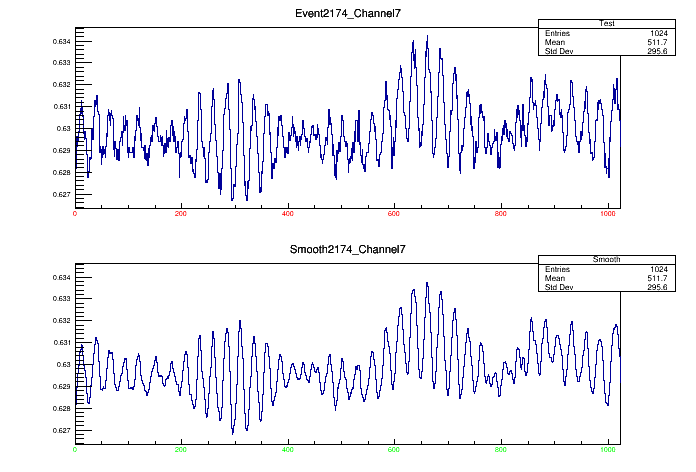 Event2174_Channel7
Test
Entries 1024
Mean 511.7
Std Dev 295.6
0.634
0.633
0.632
0.631
0.63
0.629
0.628
0.627
0 200 400 600 800 1000
Smooth2174_Channel7
Smooth
Entries 1024
Mean 511.7
Std Dev 295.6
0.634
0.633
0.632
0.631
0.63
0.629
0.628
0.627
0 200 400 600 800 1000